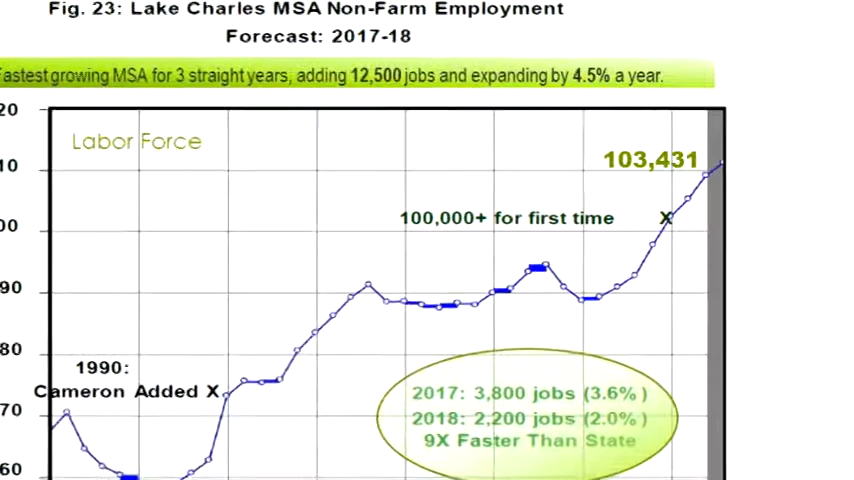 Fig. 23: Lake Charles MSA Non-Farm Employment
Forecast: 2017-18
Fastest growing MSA for 3 straight years, adding 12,500 jobs and expanding by 4.5% a year.
20
Labor Force
10
103,431
00
100,000+ for first time X
90
80
1990:
Cameron Added X
2017: 3,800 jobs (3.6%)
70
2018: 2,200 jobs (2.0%)
9X Faster Than State
60